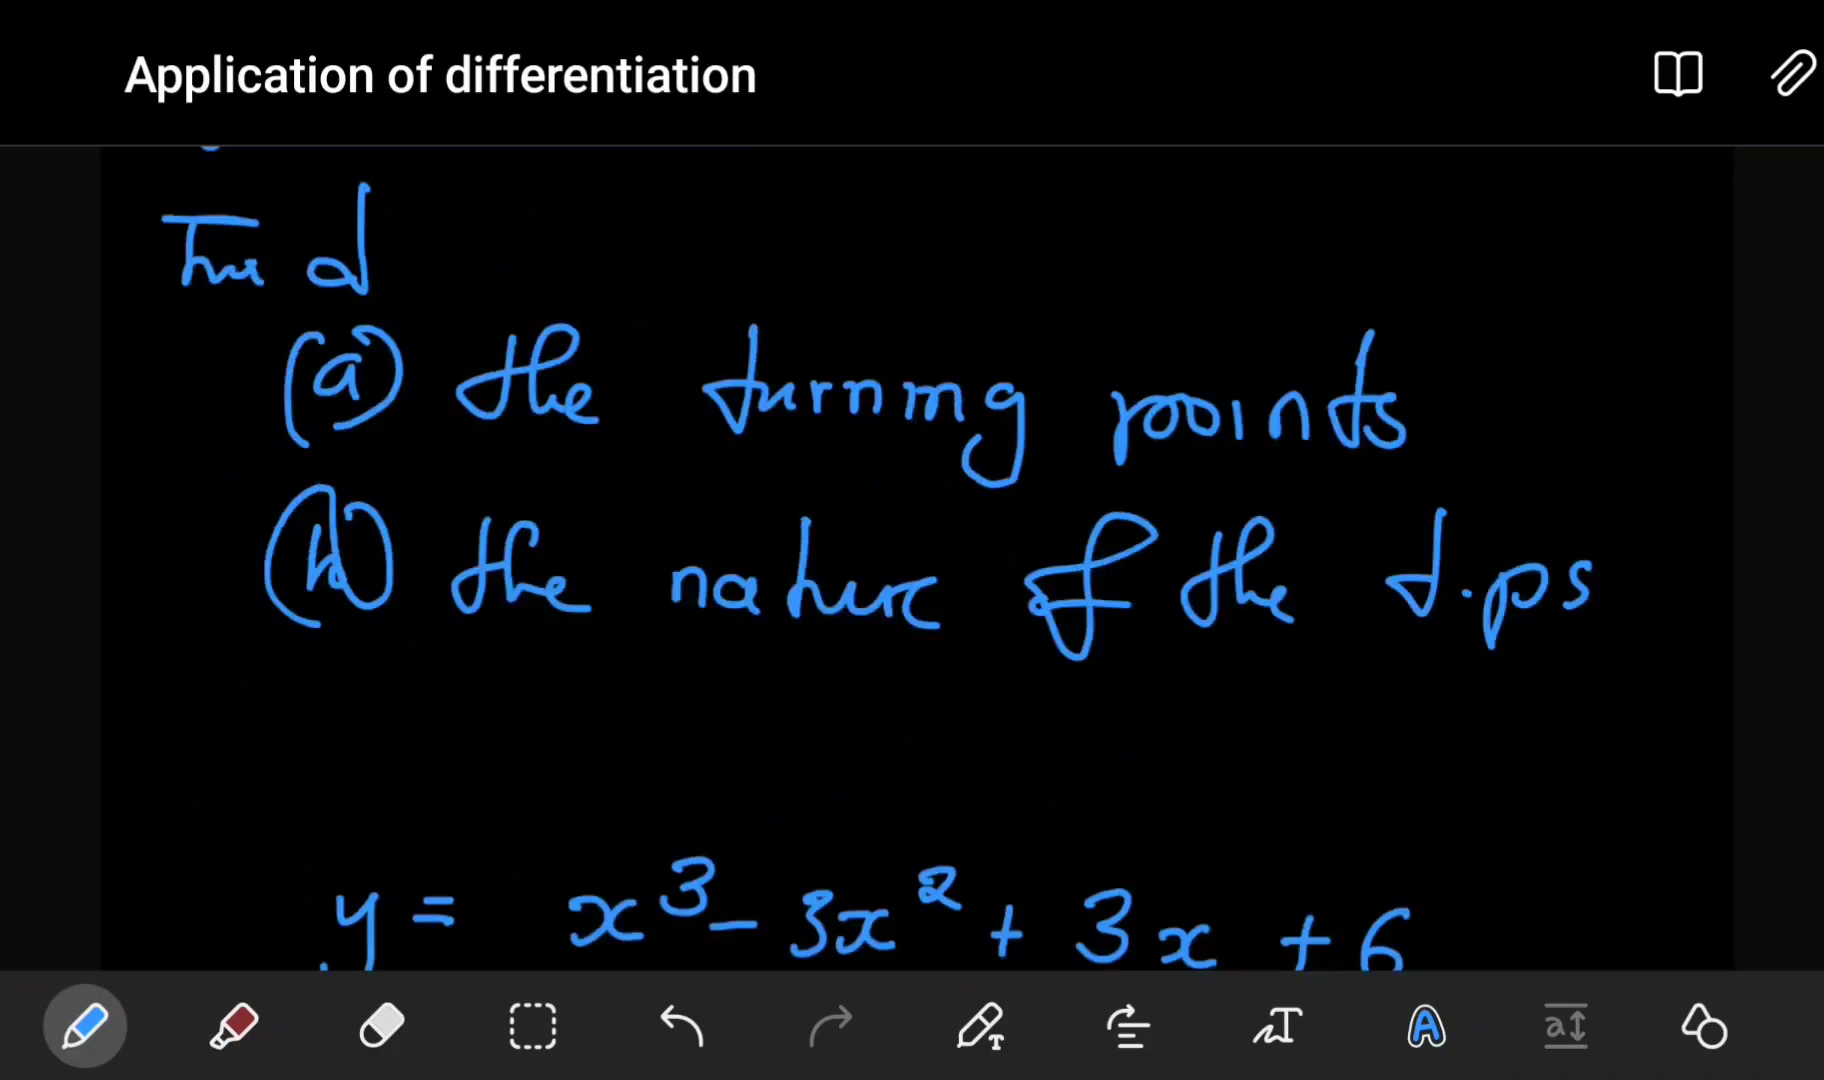 Application of differentiation
Find
(a) the turning points
(b) the nature of the t.ps
y = x³ - 3x² + 3x + 6